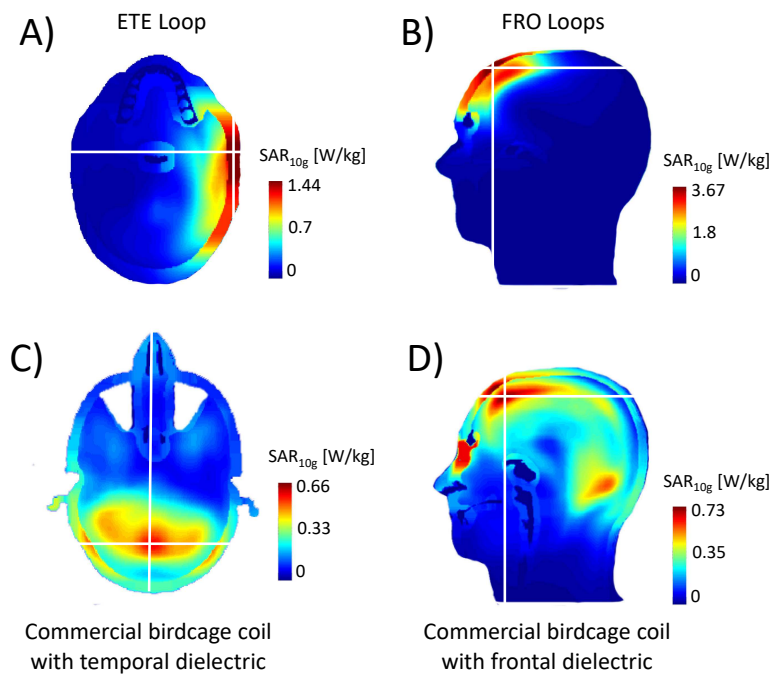 A)
ETE Loop
SAR10g [W/kg]
1.44
0.7
0
B)
FRO Loops
SAR10g [W/kg]
3.67
1.8
0
C)
SAR10g [W/kg]
0.66
0.33
0
Commercial birdcage coil
with temporal dielectric
D)
SAR10g [W/kg]
0.73
0.35
0
Commercial birdcage coil
with frontal dielectric